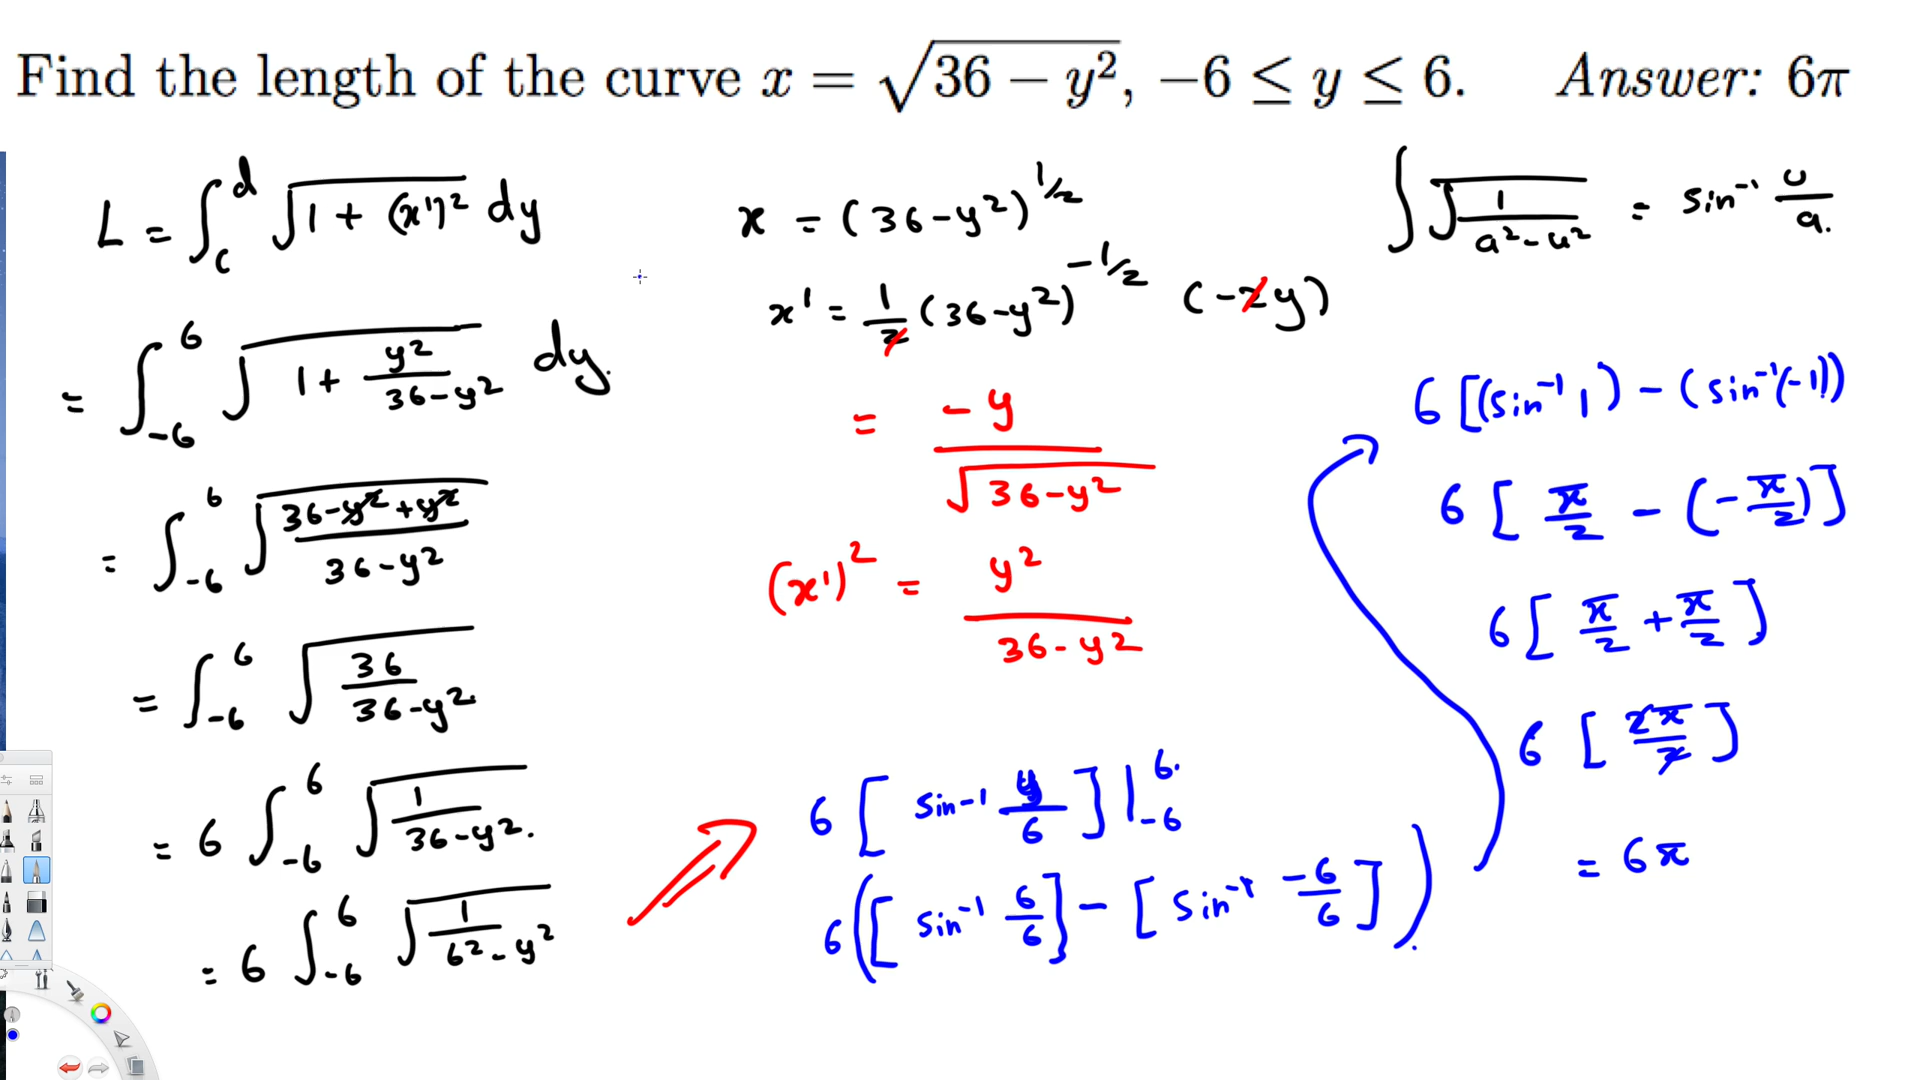 Find the length of the curve x = √(36 − y²), −6 ≤ y ≤ 6. Answer: 6π
L = ∫_c^d √(1 + (x')²) dy
= ∫_{-6}^{6} √(1 + y²/(36-y²)) dy.
= ∫_{-6}^{6} √((36-y²+y²)/(36-y²))
= ∫_{-6}^{6} √(36/(36-y²))
= 6 ∫_{-6}^{6} √(1/(36-y²)).
= 6 ∫_{-6}^{6} √(1/(6²-y²))
x = (36-y²)^{1/2}
x' = 1/2 (36-y²)^{-1/2} (-2y)
= -y/√(36-y²)
(x')² = y²/(36-y²)
6 [ sin-1 y/6 ] |_{-6}^{6.}
6 ([ sin⁻¹ 6/6 ] - [ sin⁻¹ -6/6 ]).
∫ √(1/(a²-u²)) = sin⁻¹ u/a.
6 [(sin⁻¹ 1) - (sin⁻¹(-1))]
6 [ π/2 - (-π/2)]
6 [ π/2 + π/2 ]
6 [ 2π/2 ]
= 6π